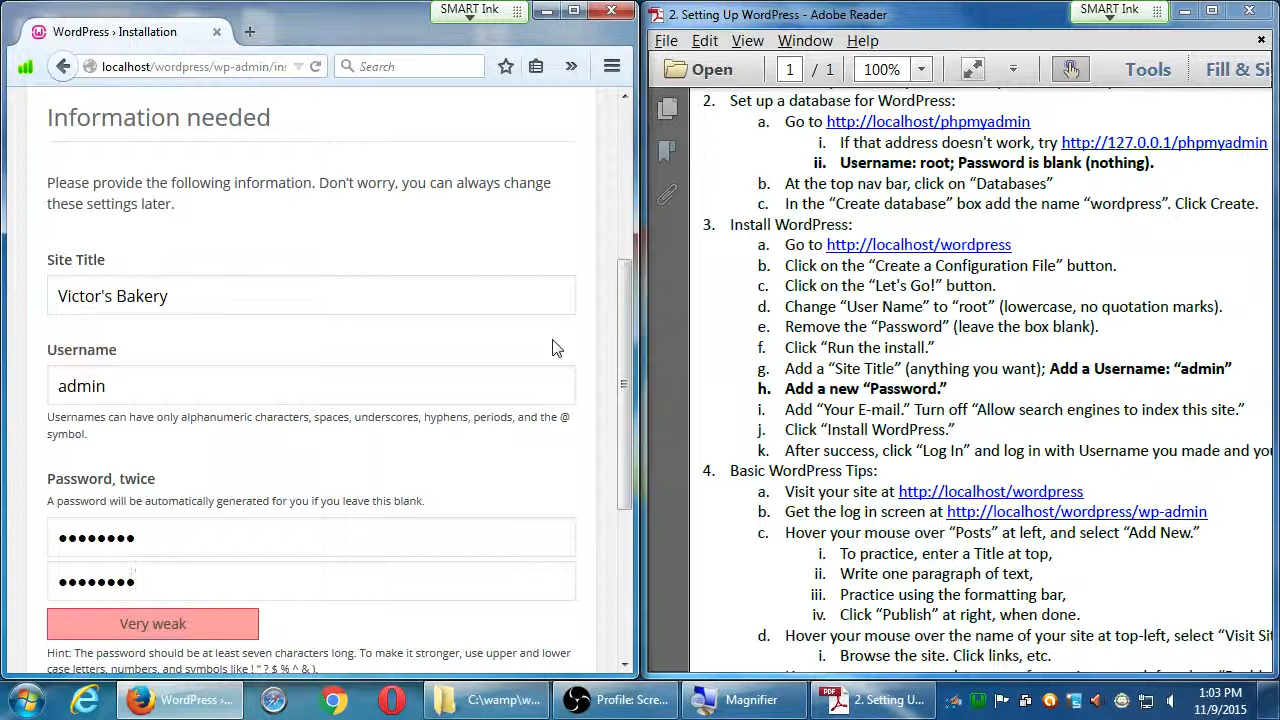 SMART Ink
WordPress › Installation
localhost/wordpress/wp-admin/ins
Search
Information needed
Please provide the following information. Don’t worry, you can always change
these settings later.
Site Title
Victor's Bakery
Username
admin
Usernames can have only alphanumeric characters, spaces, underscores, hyphens, periods, and the @
symbol.
Password, twice
A password will be automatically generated for you if you leave this blank.
●●●●●●●●
●●●●●●●●
Very weak
Hint: The password should be at least seven characters long. To make it stronger, use upper and lower
case letters, numbers, and symbols like ! " ? $ % ^ & ).
2. Setting Up WordPress - Adobe Reader
SMART Ink
File Edit View Window Help
Open 1 / 1 100% Tools Fill & Si
2. Set up a database for WordPress:
a. Go to http://localhost/phpmyadmin
i. If that address doesn't work, try http://127.0.0.1/phpmyadmin
ii. Username: root; Password is blank (nothing).
b. At the top nav bar, click on “Databases”
c. In the “Create database” box add the name “wordpress”. Click Create.
3. Install WordPress:
a. Go to http://localhost/wordpress
b. Click on the “Create a Configuration File” button.
c. Click on the “Let's Go!” button.
d. Change “User Name” to “root” (lowercase, no quotation marks).
e. Remove the “Password” (leave the box blank).
f. Click “Run the install.”
g. Add a “Site Title” (anything you want); Add a Username: “admin”
h. Add a new “Password.”
i. Add “Your E-mail.” Turn off “Allow search engines to index this site.”
j. Click “Install WordPress.”
k. After success, click “Log In” and log in with Username you made and you
4. Basic WordPress Tips:
a. Visit your site at http://localhost/wordpress
b. Get the log in screen at http://localhost/wordpress/wp-admin
c. Hover your mouse over “Posts” at left, and select “Add New.”
i. To practice, enter a Title at top,
ii. Write one paragraph of text,
iii. Practice using the formatting bar,
iv. Click “Publish” at right, when done.
d. Hover your mouse over the name of your site at top-left, select “Visit Si
i. Browse the site. Click links, etc.
WordPress ›...
C:\wamp\w...
Profile: Scre...
Magnifier
2. Setting U...
1:03 PM
11/9/2015